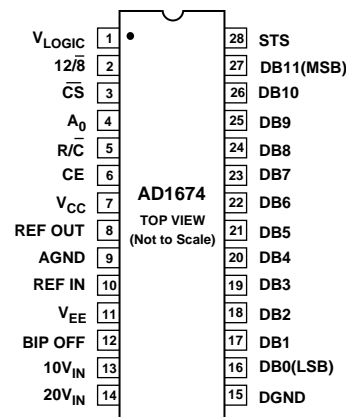 V_LOGIC 1 28 STS
12/8̅ 2 27 DB11(MSB)
C̅S̅ 3 26 DB10
A₀ 4 25 DB9
R/C̅ 5 24 DB8
CE 6 23 DB7
V_CC 7 22 DB6
REF OUT 8 21 DB5
AGND 9 20 DB4
REF IN 10 19 DB3
V_EE 11 18 DB2
BIP OFF 12 17 DB1
10V_IN 13 16 DB0(LSB)
20V_IN 14 15 DGND
AD1674
TOP VIEW
(Not to Scale)